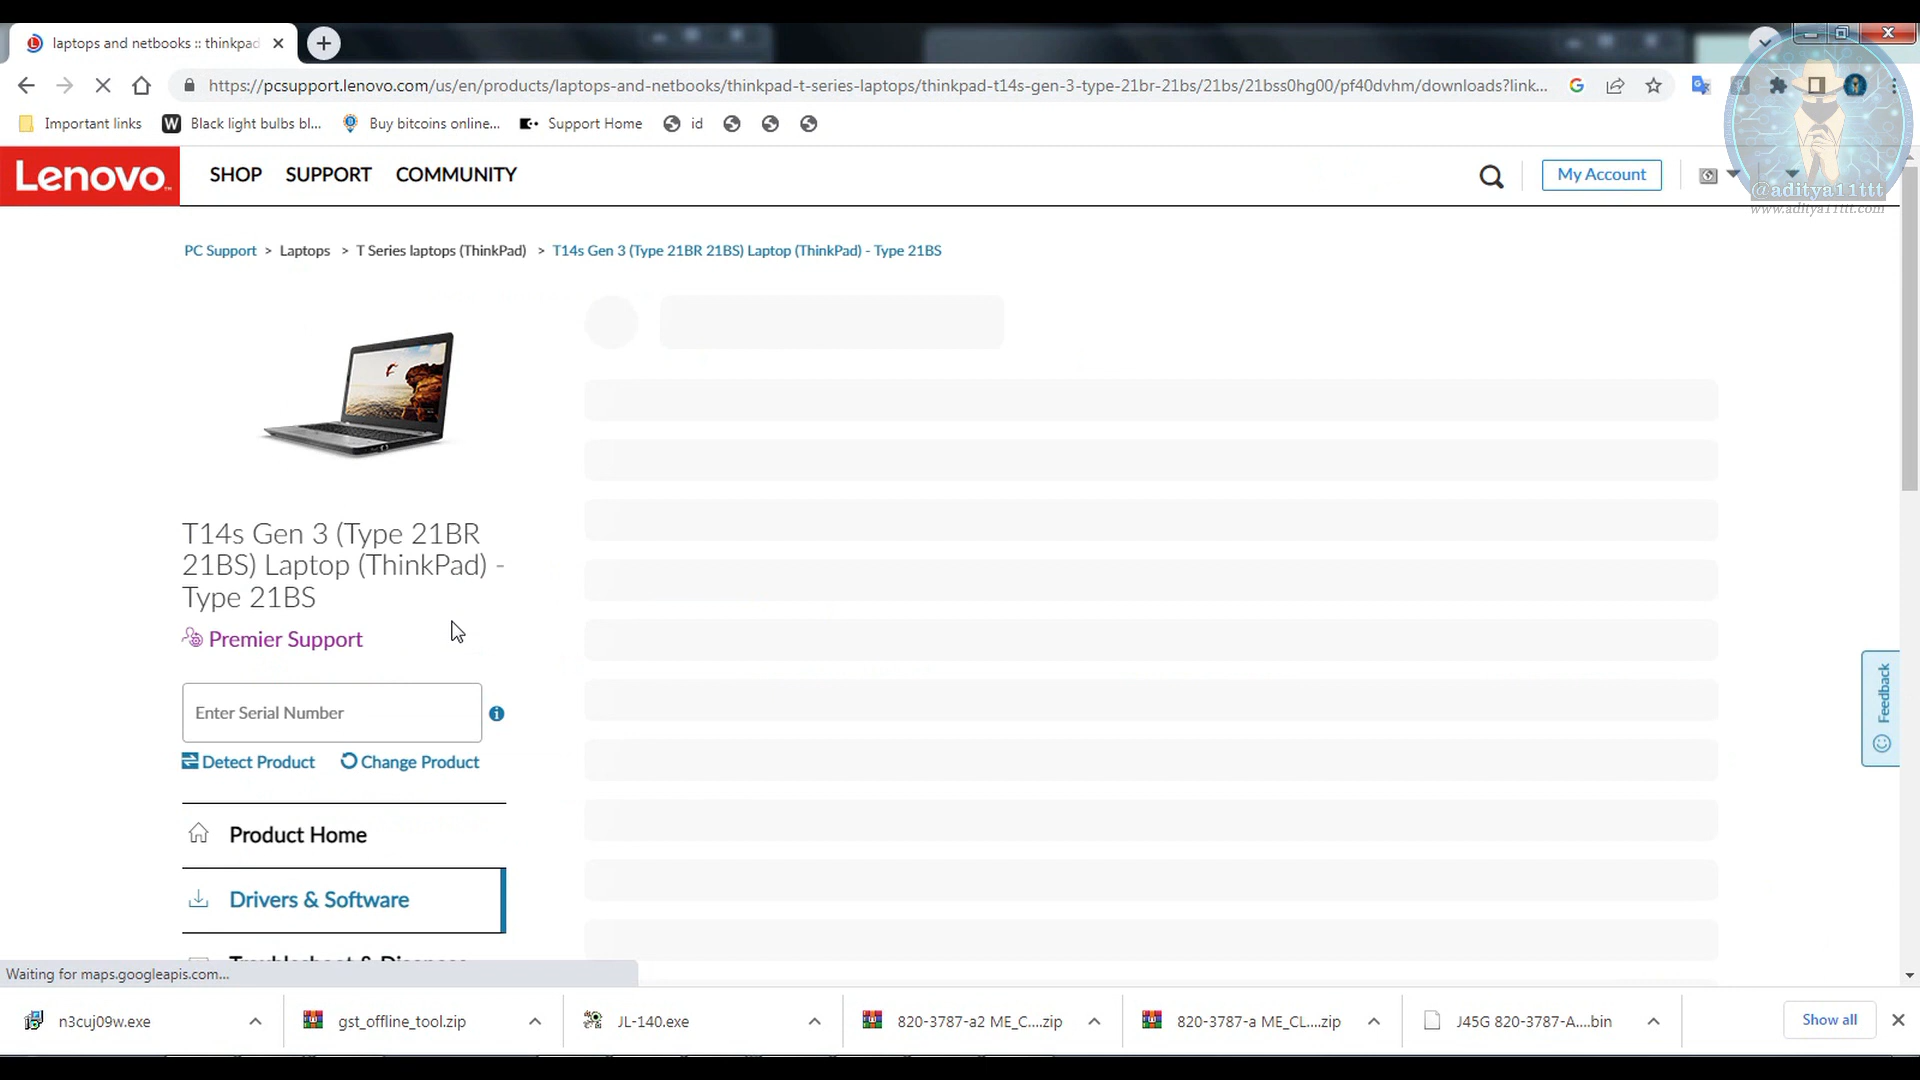 laptops and netbooks :: thinkpad
https://pcsupport.lenovo.com/us/en/products/laptops-and-netbooks/thinkpad-t-series-laptops/thinkpad-t14s-gen-3-type-21br-21bs/21bs/21bss0hg00/pf40dvhm/downloads?link...
Important links
W Black light bulbs bl...
Buy bitcoins online...
Support Home
id
@aditya11ttt
www.aditya11ttt.com
Lenovo
SHOP SUPPORT COMMUNITY
My Account
PC Support > Laptops > T Series laptops (ThinkPad) > T14s Gen 3 (Type 21BR 21BS) Laptop (ThinkPad) - Type 21BS
T14s Gen 3 (Type 21BR
21BS) Laptop (ThinkPad) -
Type 21BS
Premier Support
Enter Serial Number
Detect Product Change Product
Product Home
Drivers & Software
Feedback
Waiting for maps.googleapis.com...
n3cuj09w.exe
gst_offline_tool.zip
JL-140.exe
820-3787-a2 ME_C....zip
820-3787-a ME_CL....zip
J45G 820-3787-A....bin
Show all